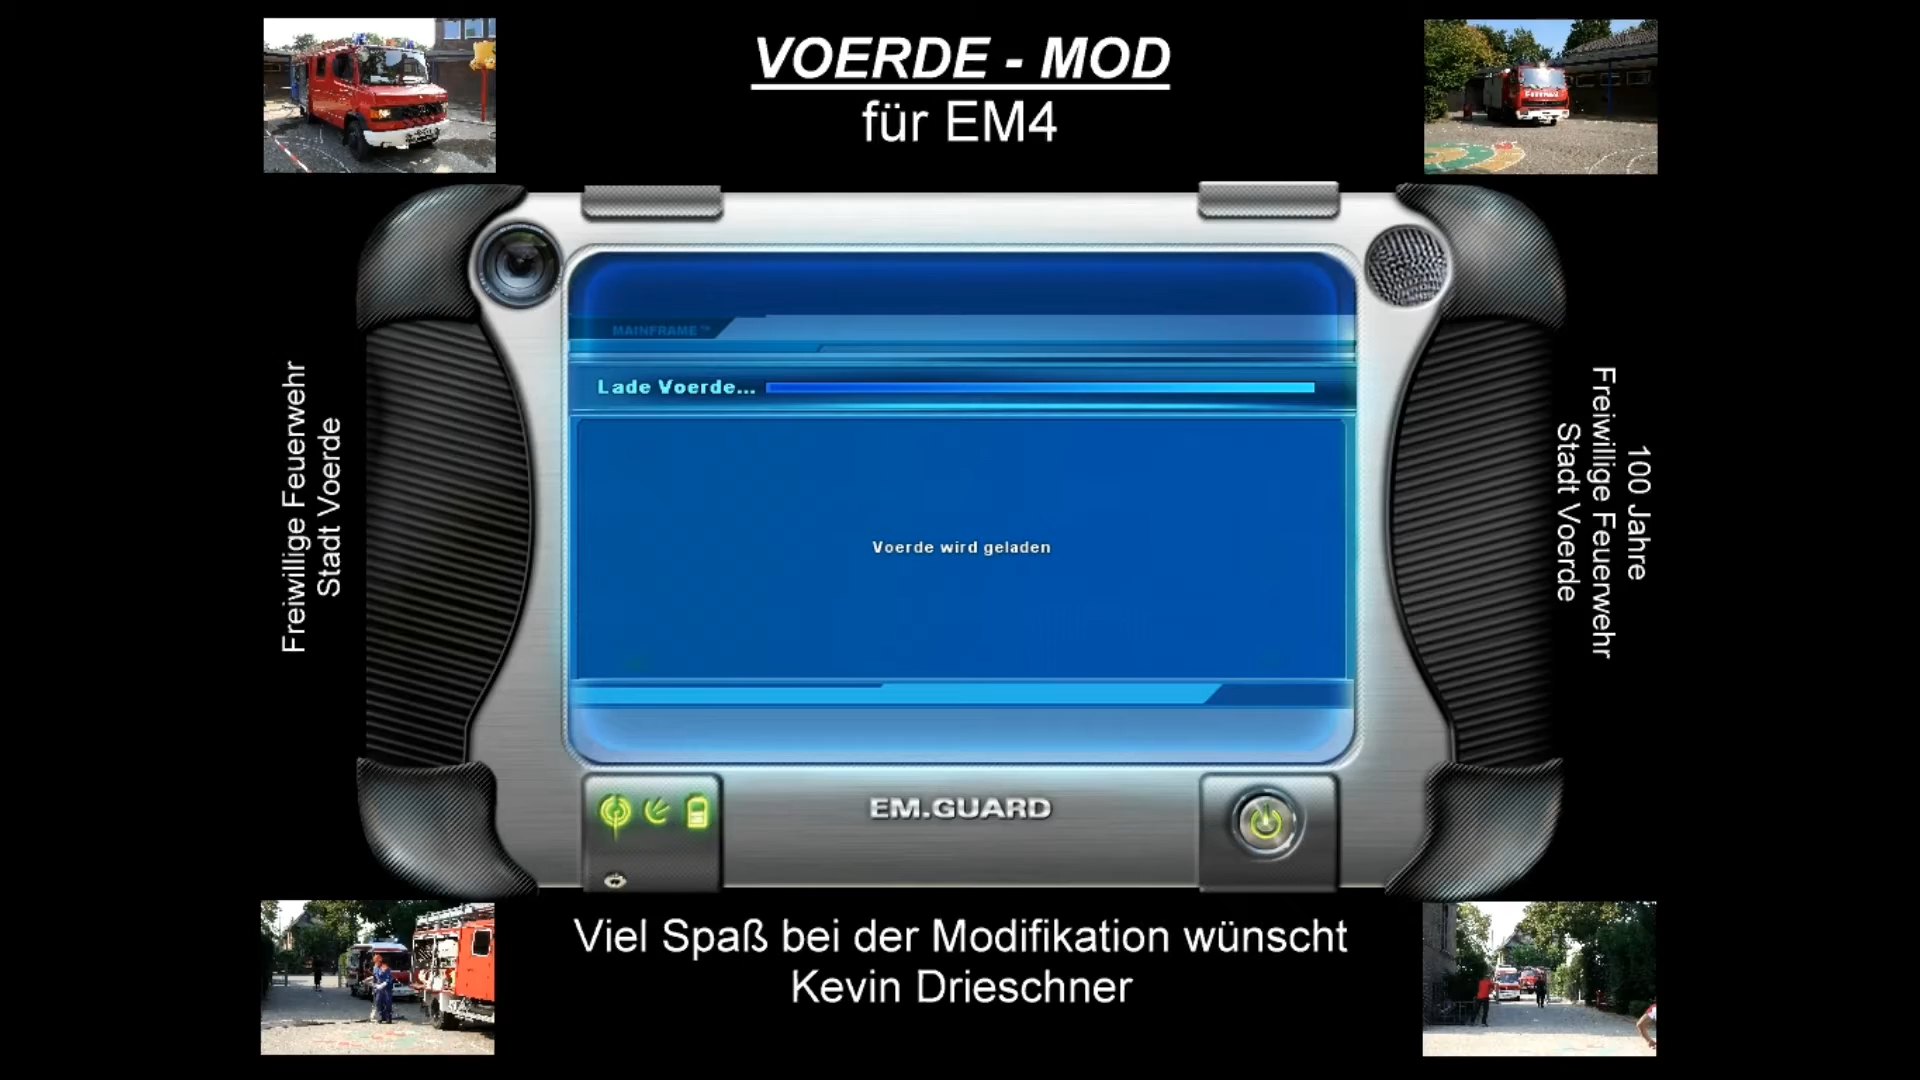 VOERDE - MOD
für EM4
MAINFRAME ™
Lade Voerde...
Voerde wird geladen
Freiwillige Feuerwehr
Stadt Voerde
100 Jahre
Freiwillige Feuerwehr
Stadt Voerde
EM.GUARD
Viel Spaß bei der Modifikation wünscht
Kevin Drieschner